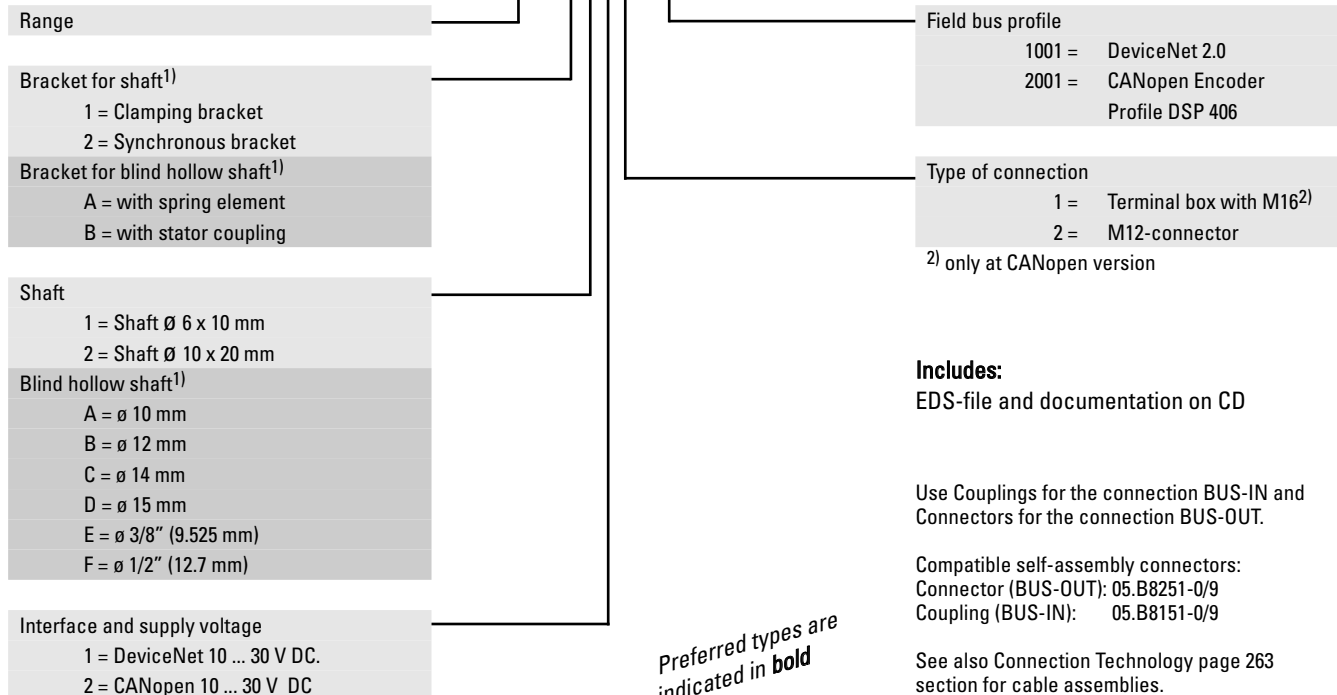 Range
Bracket for shaft1)
1 = Clamping bracket
2 = Synchronous bracket
Bracket for blind hollow shaft1)
A = with spring element
B = with stator coupling
Shaft
1 = Shaft Ø 6 x 10 mm
2 = Shaft Ø 10 x 20 mm
Blind hollow shaft1)
A = ø 10 mm
B = ø 12 mm
C = ø 14 mm
D = ø 15 mm
E = ø 3/8″ (9.525 mm)
F = ø 1/2″ (12.7 mm)
Interface and supply voltage
1 = DeviceNet 10 ... 30 V DC.
2 = CANopen 10 ... 30 V DC
Field bus profile
1001 = DeviceNet 2.0
2001 = CANopen Encoder
Profile DSP 406
Type of connection
1 = Terminal box with M162)
2 = M12-connector
2) only at CANopen version
Includes:
EDS-file and documentation on CD
Use Couplings for the connection BUS-IN and
Connectors for the connection BUS-OUT.
Compatible self-assembly connectors:
Connector (BUS-OUT): 05.B8251-0/9
Coupling (BUS-IN): 05.B8151-0/9
See also Connection Technology page 263
section for cable assemblies.
Preferred types are
indicated in bold